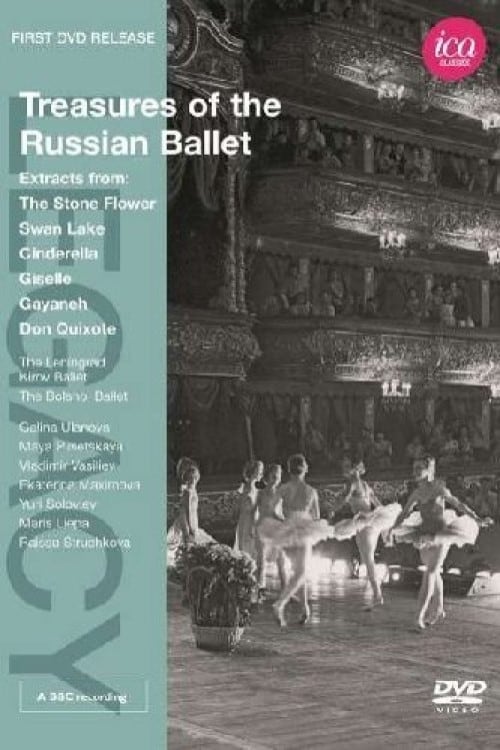 FIRST DVD RELEASE
ica
CLASSICS
Treasures of the
Russian Ballet
Extracts from:
The Stone Flower
Swan Lake
Cinderella
Giselle
Gayaneh
Don Quixote
The Leningrad
Kirov Ballet
The Bolshoi Ballet
Galina Ulanova
Maya Plisetskaya
Vladimir Vasiliev
Ekaterina Maximova
Yuri Soloviev
Maris Liepa
Raissa Struchkova
LEGACY
A BBC recording
DVD
VIDEO